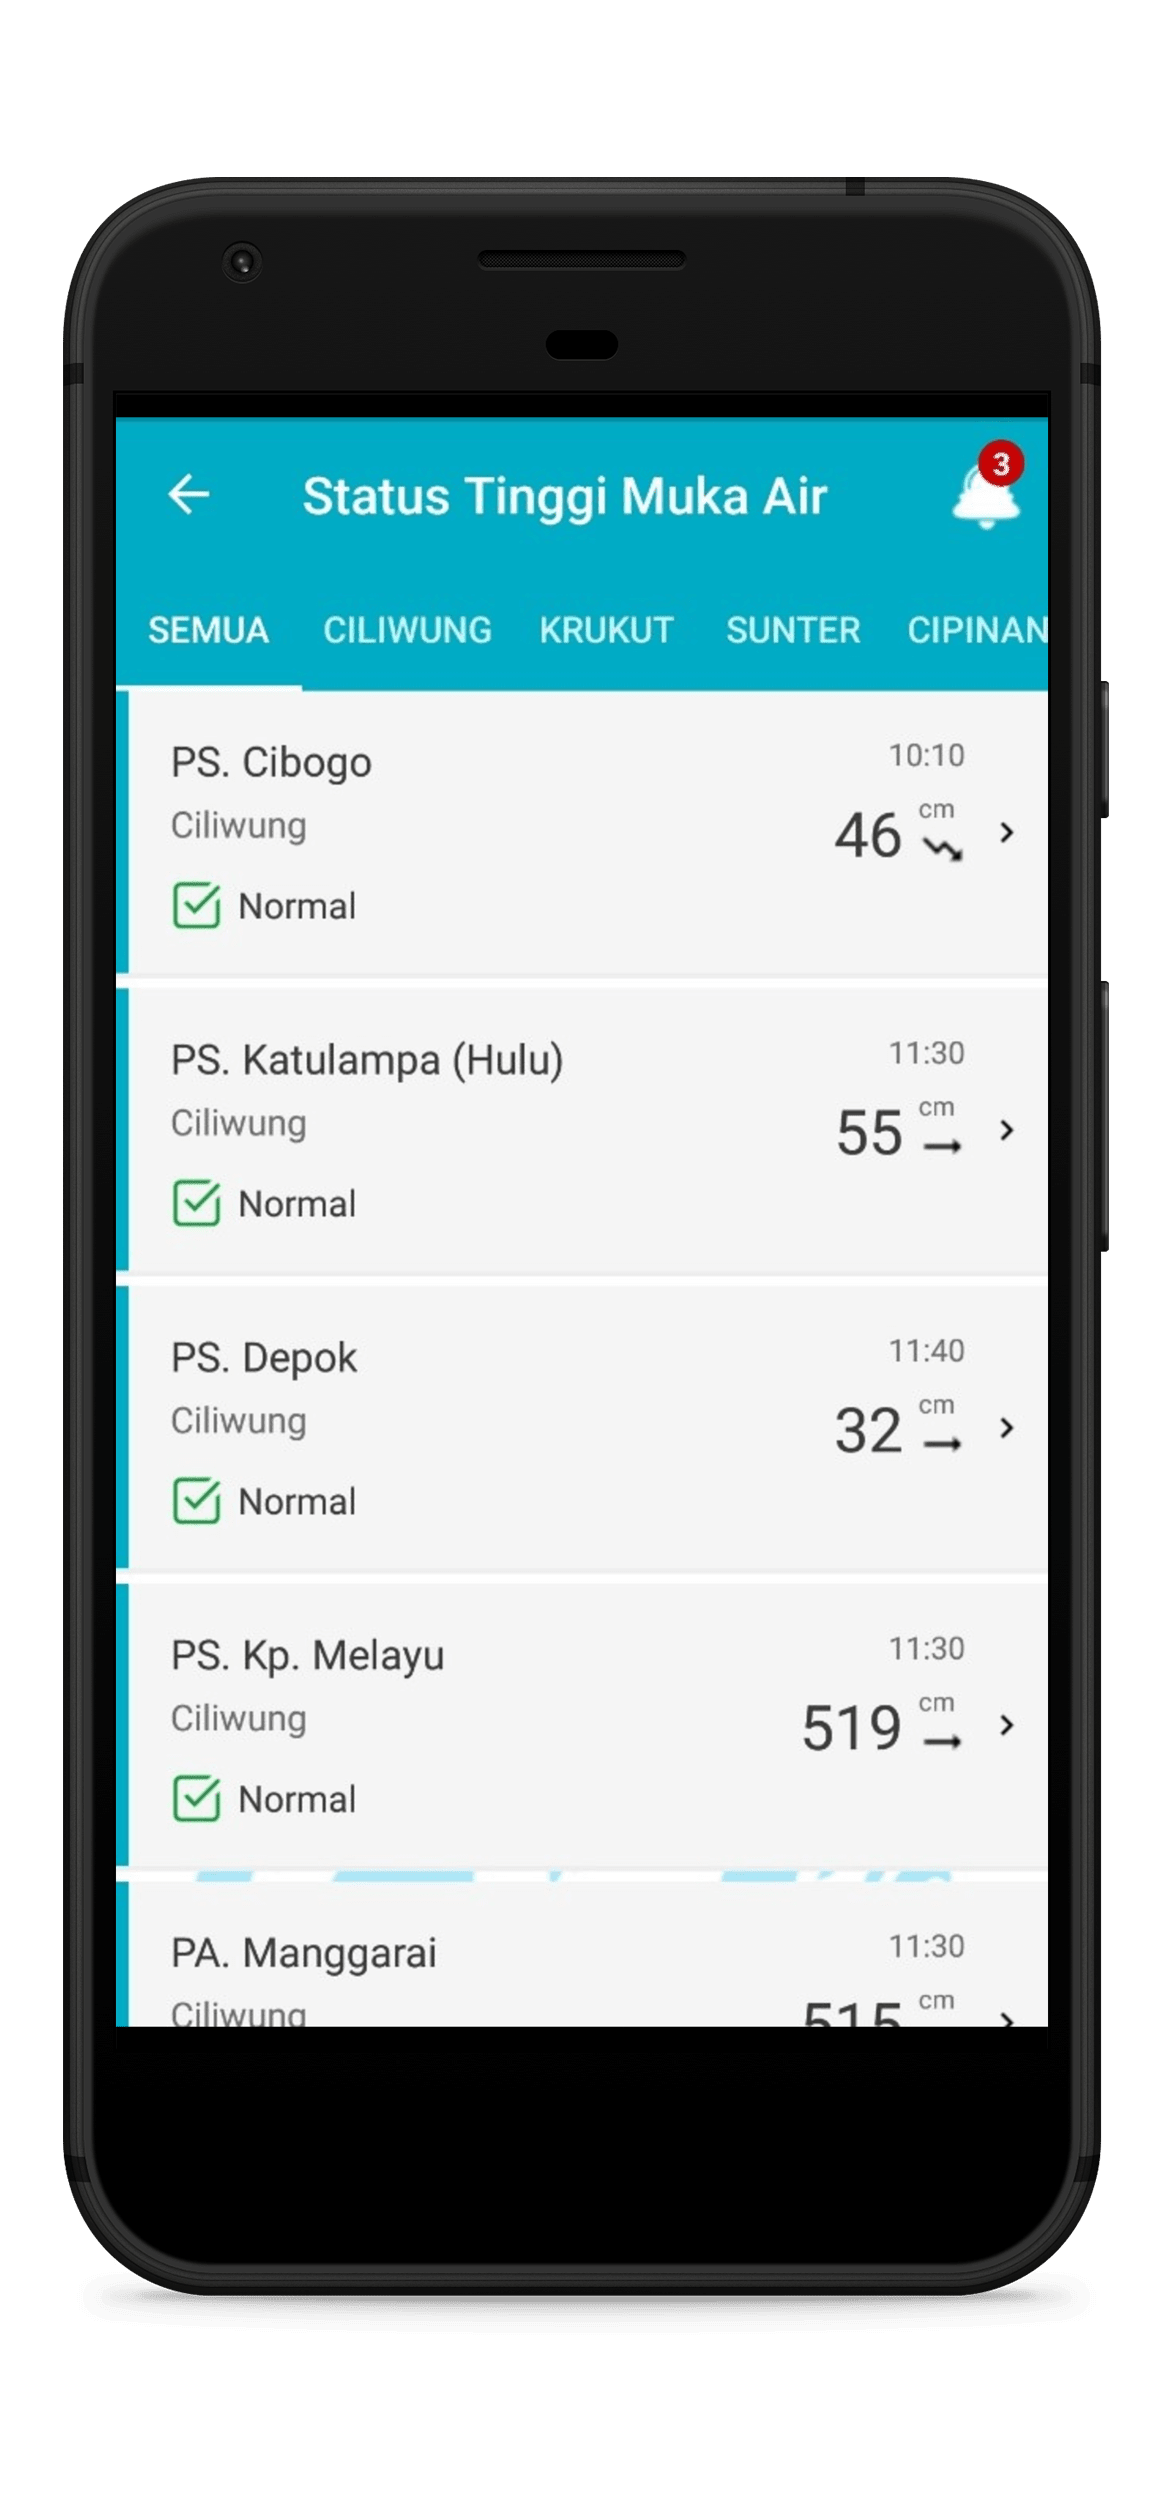 3
Status Tinggi Muka Air
SEMUA CILIWUNG KRUKUT SUNTER CIPINAN
PS. Cibogo
10:10
Ciliwung
46 cm
Normal
PS. Katulampa (Hulu)
11:30
Ciliwung
55 cm
Normal
PS. Depok
11:40
Ciliwung
32 cm
Normal
PS. Kp. Melayu
11:30
Ciliwung
519 cm
Normal
PA. Manggarai
11:30
Ciliwung
515 cm